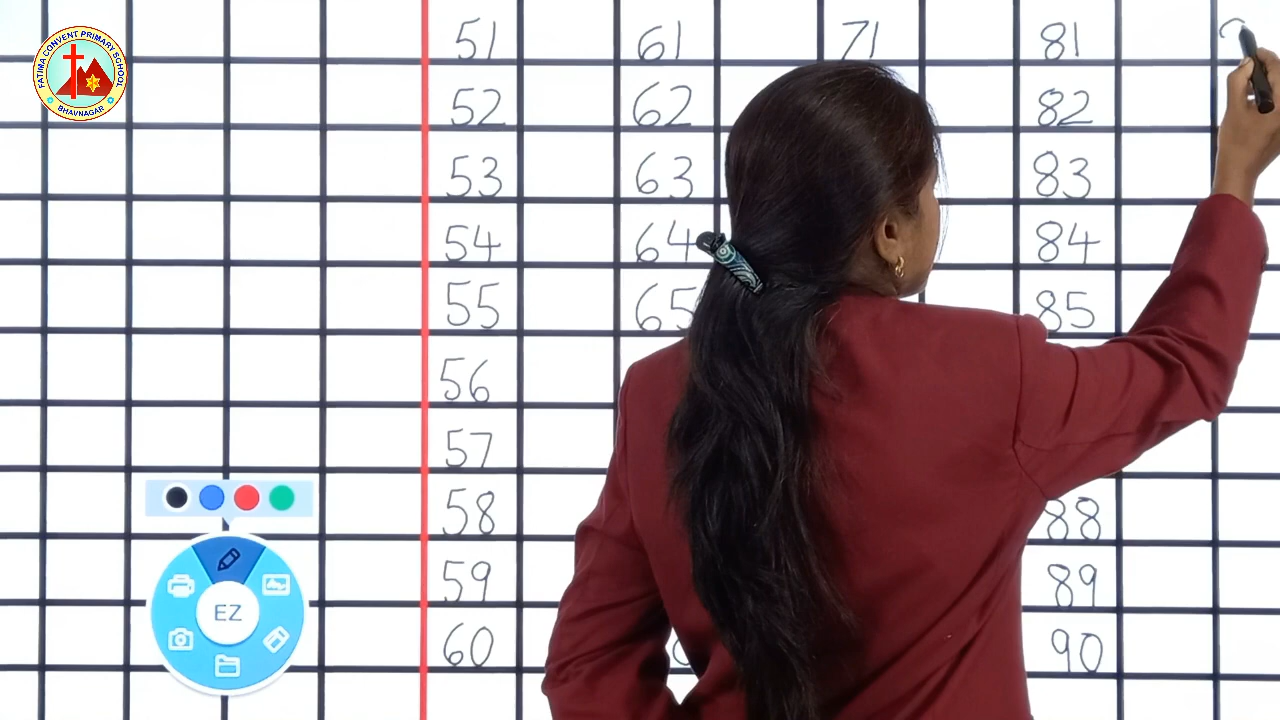 FATIMA CONVENT PRIMARY SCHOOL
BHAVNAGAR
51 61 71 81
52 62 82
53 63 83
54 64 84
55 65 85
56
57
58 88
59 89
60 90
EZ